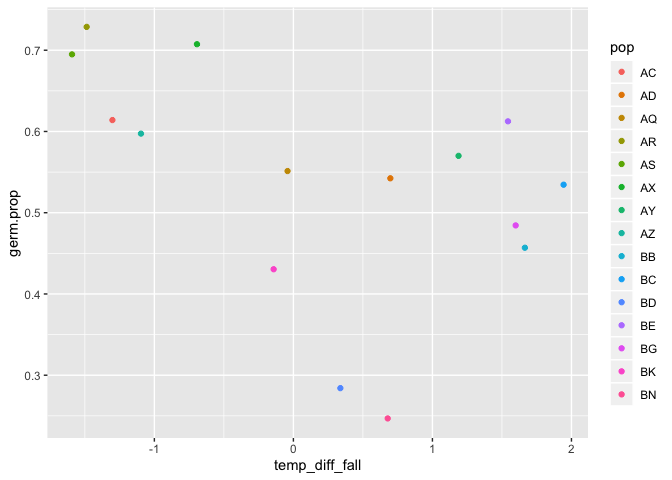 0.7
0.6
0.5
0.4
0.3
germ.prop
-1
0
1
2
temp_diff_fall
pop
AC
AD
AQ
AR
AS
AX
AY
AZ
BB
BC
BD
BE
BG
BK
BN